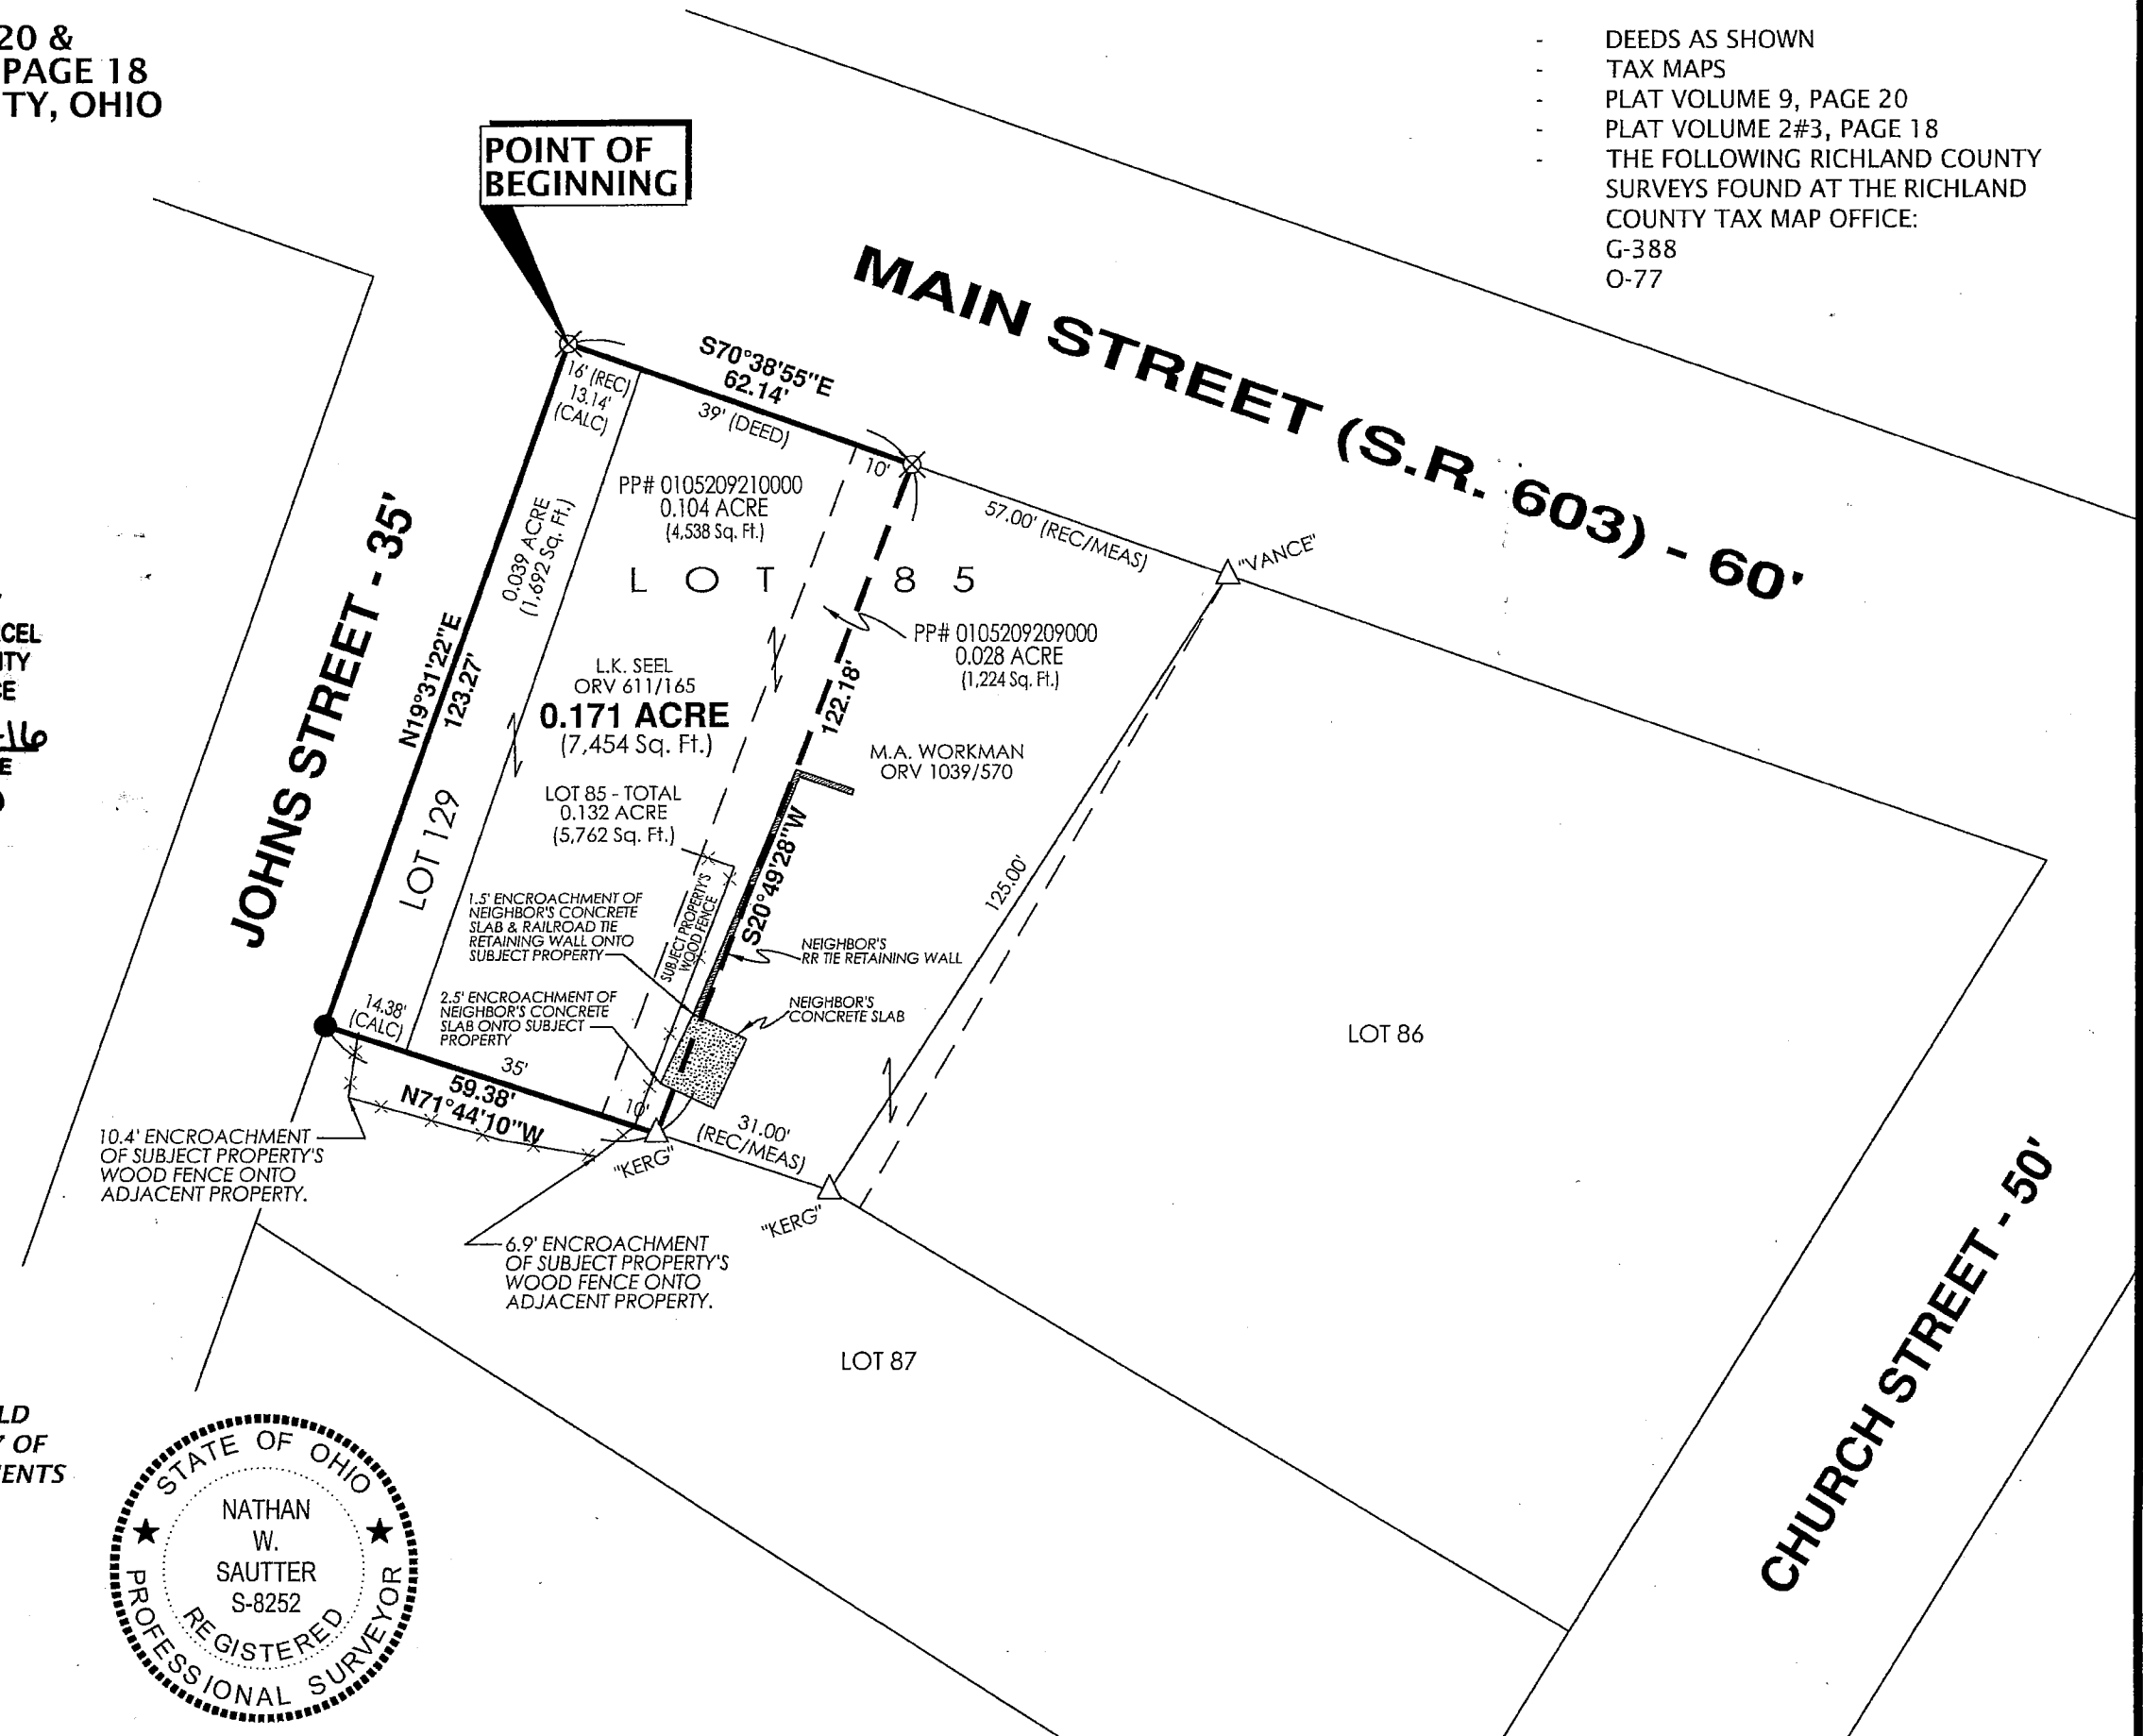 20 &
PAGE 18
TY, OHIO
- DEEDS AS SHOWN
- TAX MAPS
- PLAT VOLUME 9, PAGE 20
- PLAT VOLUME 2#3, PAGE 18
- THE FOLLOWING RICHLAND COUNTY
SURVEYS FOUND AT THE RICHLAND
COUNTY TAX MAP OFFICE:
G-388
O-77
POINT OF
BEGINNING
MAIN STREET (S.R. 603) - 60'
S70°38'55"E
62.14'
16' (REC)
13.14'
(CALC)
39' (DEED)
10'
57.00' (REC/MEAS)
"VANCE"
PP# 0105209210000
0.104 ACRE
(4,538 Sq. Ft.)
0.039 ACRE
(1,692 Sq. Ft.)
LOT 85
JOHNS STREET - 35'
N19°31'22"E
123.27'
PP# 0105209209000
0.028 ACRE
(1,224 Sq. Ft.)
L.K. SEEL
ORV 611/165
0.171 ACRE
(7,454 Sq. Ft.)
122.18'
M.A. WORKMAN
ORV 1039/570
LOT 85 - TOTAL
0.132 ACRE
(5,762 Sq. Ft.)
LOT 129
S20°49'28"W
125.00'
SUBJECT PROPERTY'S
WOOD FENCE
1.5' ENCROACHMENT OF
NEIGHBOR'S CONCRETE
SLAB & RAILROAD TIE
RETAINING WALL ONTO
SUBJECT PROPERTY
NEIGHBOR'S
RR TIE RETAINING WALL
2.5' ENCROACHMENT OF
NEIGHBOR'S CONCRETE
SLAB ONTO SUBJECT
PROPERTY
NEIGHBOR'S
CONCRETE SLAB
14.38'
(CALC)
35'
10'
59.38'
N71°44'10"W
31.00'
(REC/MEAS)
"KERG"
"KERG"
LOT 86
10.4' ENCROACHMENT
OF SUBJECT PROPERTY'S
WOOD FENCE ONTO
ADJACENT PROPERTY.
6.9' ENCROACHMENT
OF SUBJECT PROPERTY'S
WOOD FENCE ONTO
ADJACENT PROPERTY.
LOT 87
CHURCH STREET - 50'
CEL
ITY
CE
-16
E
LD
Y OF
ENTS
STATE OF OHIO
NATHAN
W.
SAUTTER
S-8252
REGISTERED
PROFESSIONAL SURVEYOR